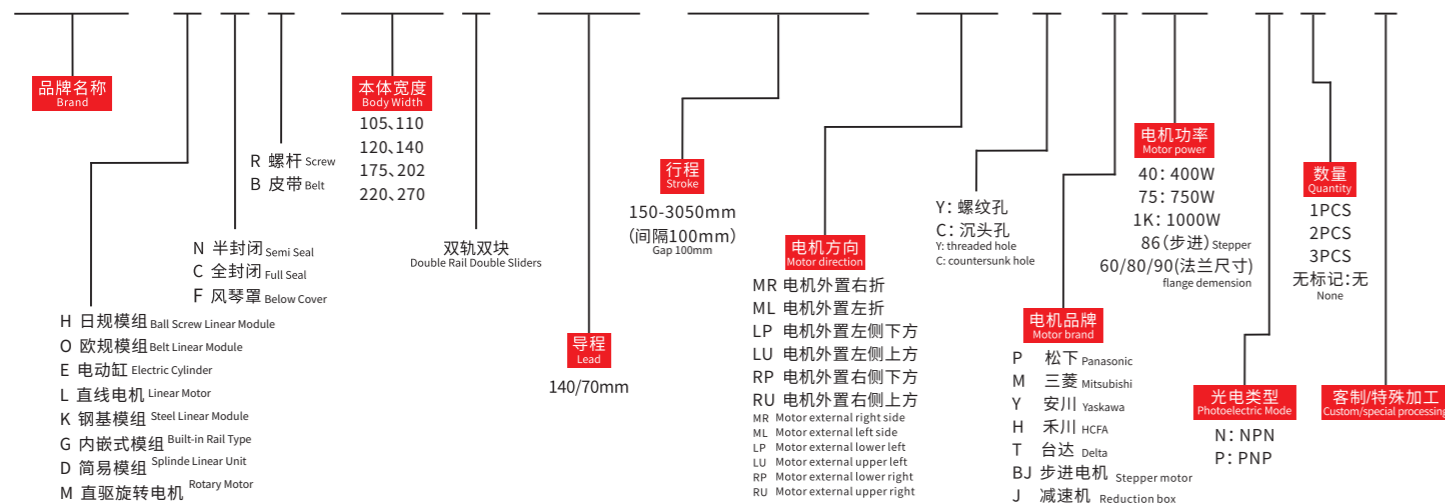 品牌名称
Brand
H 日规模组 Ball Screw Linear Module
O 欧规模组 Belt Linear Module
E 电动缸 Electric Cylinder
L 直线电机 Linear Motor
K 钢基模组 Steel Linear Module
G 内嵌式模组 Built-in Rail Type
D 简易模组 Splinde Linear Unit
M 直驱旋转电机 Rotary Motor
N 半封闭 Semi Seal
C 全封闭 Full Seal
F 风琴罩 Below Cover
R 螺杆 Screw
B 皮带 Belt
本体宽度
Body Width
105、110
120、140
175、202
220、270
双轨双块
Double Rail Double Sliders
导程
Lead
140/70mm
行程
Stroke
150-3050mm
(间隔100mm)
Gap 100mm
电机方向
Motor direction
MR 电机外置右折
ML 电机外置左折
LP 电机外置左侧下方
LU 电机外置左侧上方
RP 电机外置右侧下方
RU 电机外置右侧上方
MR Motor external right side
ML Motor external left side
LP Motor external lower left
LU Motor external upper left
RP Motor external lower right
RU Motor external upper right
Y: 螺纹孔
C: 沉头孔
Y: threaded hole
C: countersunk hole
电机品牌
Motor brand
P 松下 Panasonic
M 三菱 Mitsubishi
Y 安川 Yaskawa
H 禾川 HCFA
T 台达 Delta
BJ 步进电机 Stepper motor
J 减速机 Reduction box
电机功率
Motor power
40: 400W
75: 750W
1K: 1000W
86(步进) Stepper
60/80/90(法兰尺寸)
flange demension
光电类型
Photoelectric Mode
N: NPN
P: PNP
数量
Quantity
1PCS
2PCS
3PCS
无标记:无
None
客制/特殊加工
Custom/special processing